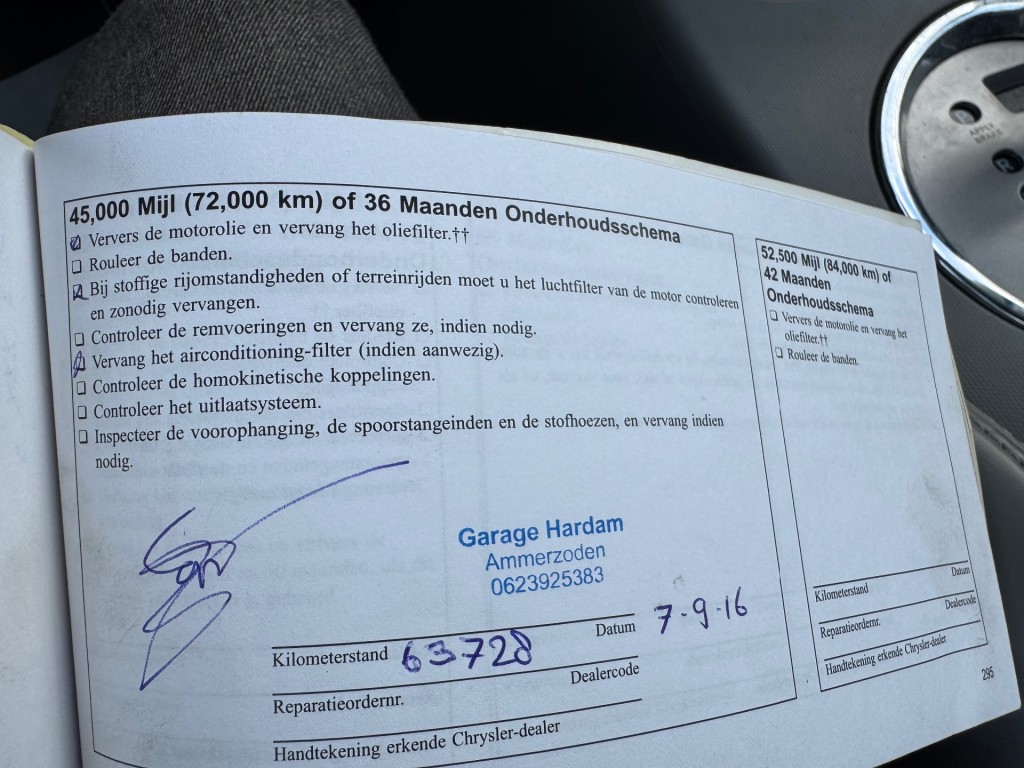 45,000 Mijl (72,000 km) of 36 Maanden Onderhoudsschema
Ververs de motorolie en vervang het oliefilter.††
Rouleer de banden.
Bij stoffige rijomstandigheden of terreinrijden moet u het luchtfilter van de motor controleren
en zonodig vervangen.
Controleer de remvoeringen en vervang ze, indien nodig.
Vervang het airconditioning-filter (indien aanwezig).
Controleer de homokinetische koppelingen.
Controleer het uitlaatsysteem.
Inspecteer de voorophanging, de spoorstangeinden en de stofhoezen, en vervang indien
nodig.
Garage Hardam
Ammerzoden
0623925383
Kilometerstand 63728 Datum 7-9-16
Reparatieordernr. Dealercode
Handtekening erkende Chrysler-dealer
52,500 Mijl (84,000 km) of
42 Maanden
Onderhoudsschema
Ververs de motorolie en vervang het
oliefilter.††
Rouleer de banden.
Kilometerstand Datum
Reparatieordernr. Dealercode
Handtekening erkende Chrysler-dealer
295
APPLY
BRAKE
R